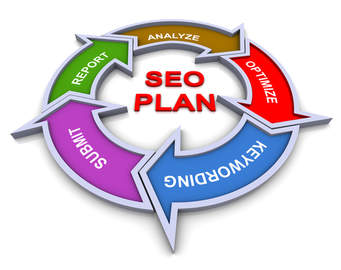 SEO
PLAN
ANALYZE
OPTIMIZE
KEYWORDING
SUBMIT
REPORT